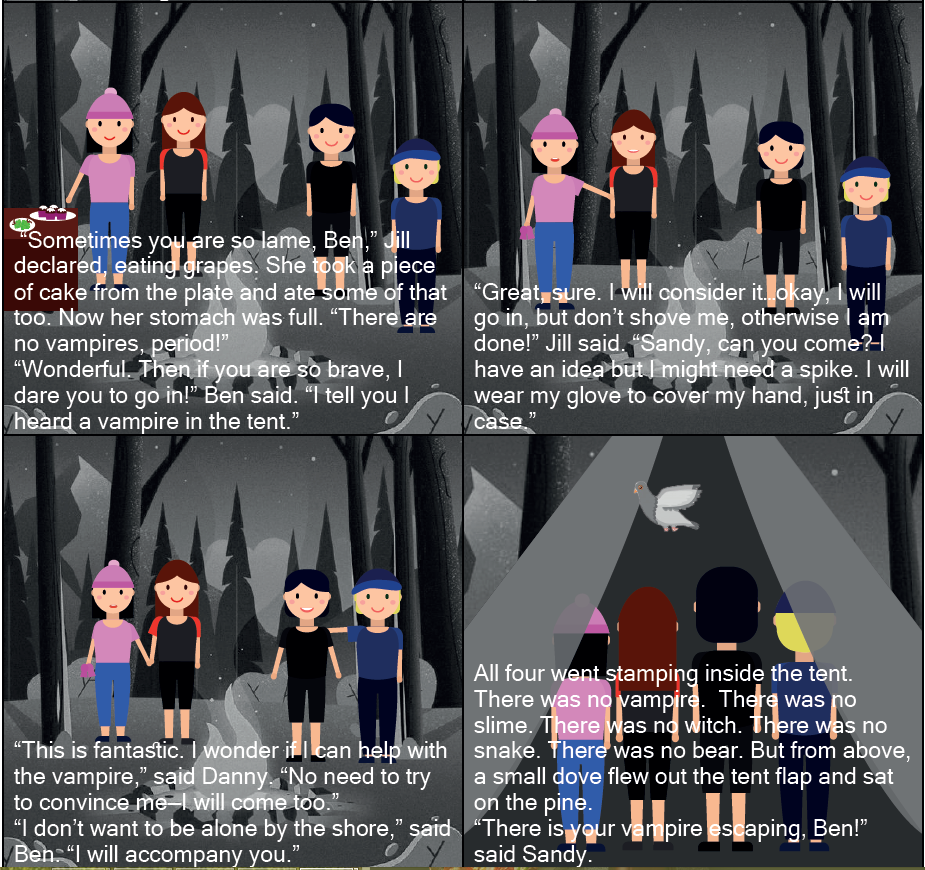 “Sometimes you are so lame, Ben,” Jill
declared, eating grapes. She took a piece
of cake from the plate and ate some of that
too. Now her stomach was full. “There are
no vampires, period!”
“Wonderful. Then if you are so brave, I
dare you to go in!” Ben said. “I tell you I
heard a vampire in the tent.”
“Great, sure. I will consider it…okay, I will
go in, but don’t shove me, otherwise I am
done!” Jill said. “Sandy, can you come? I
have an idea but I might need a spike. I will
wear my glove to cover my hand, just in
case.”
“This is fantastic. I wonder if I can help with
the vampire,” said Danny. “No need to try
to convince me—I will come too.”
“I don’t want to be alone by the shore,” said
Ben. “I will accompany you.”
All four went stamping inside the tent.
There was no vampire.  There was no
slime. There was no witch. There was no
snake. There was no bear. But from above,
a small dove flew out the tent flap and sat
on the pine.
“There is your vampire escaping, Ben!”
said Sandy.